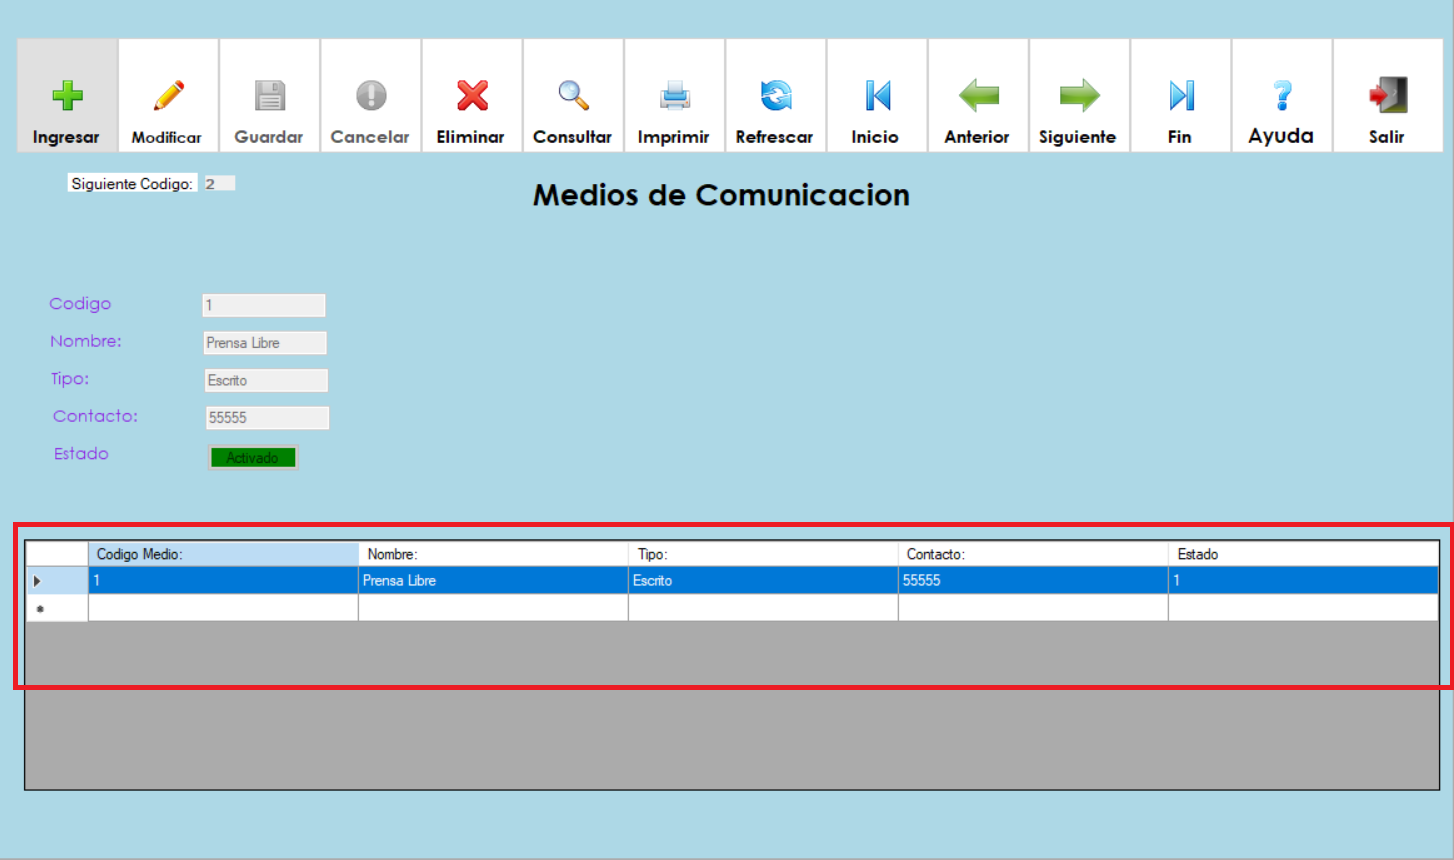 Ingresar Modificar Guardar Cancelar Eliminar Consultar Imprimir Refrescar Inicio Anterior Siguiente Fin Ayuda Salir
Siguiente Codigo: 2
Medios de Comunicacion
Codigo 1
Nombre: Prensa Libre
Tipo: Escrito
Contacto: 55555
Estado Activado
Codigo Medio: Nombre: Tipo: Contacto: Estado
1 Prensa Libre Escrito 55555 1